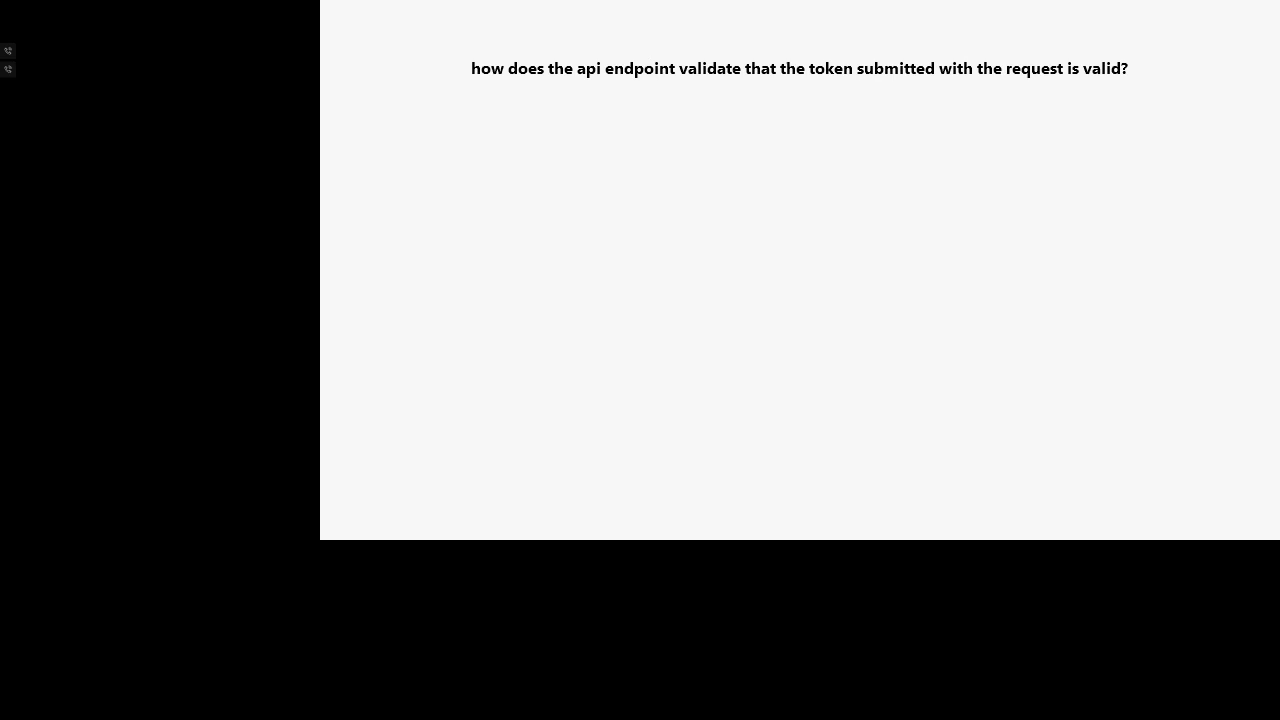 how does the api endpoint validate that the token submitted with the request is valid?